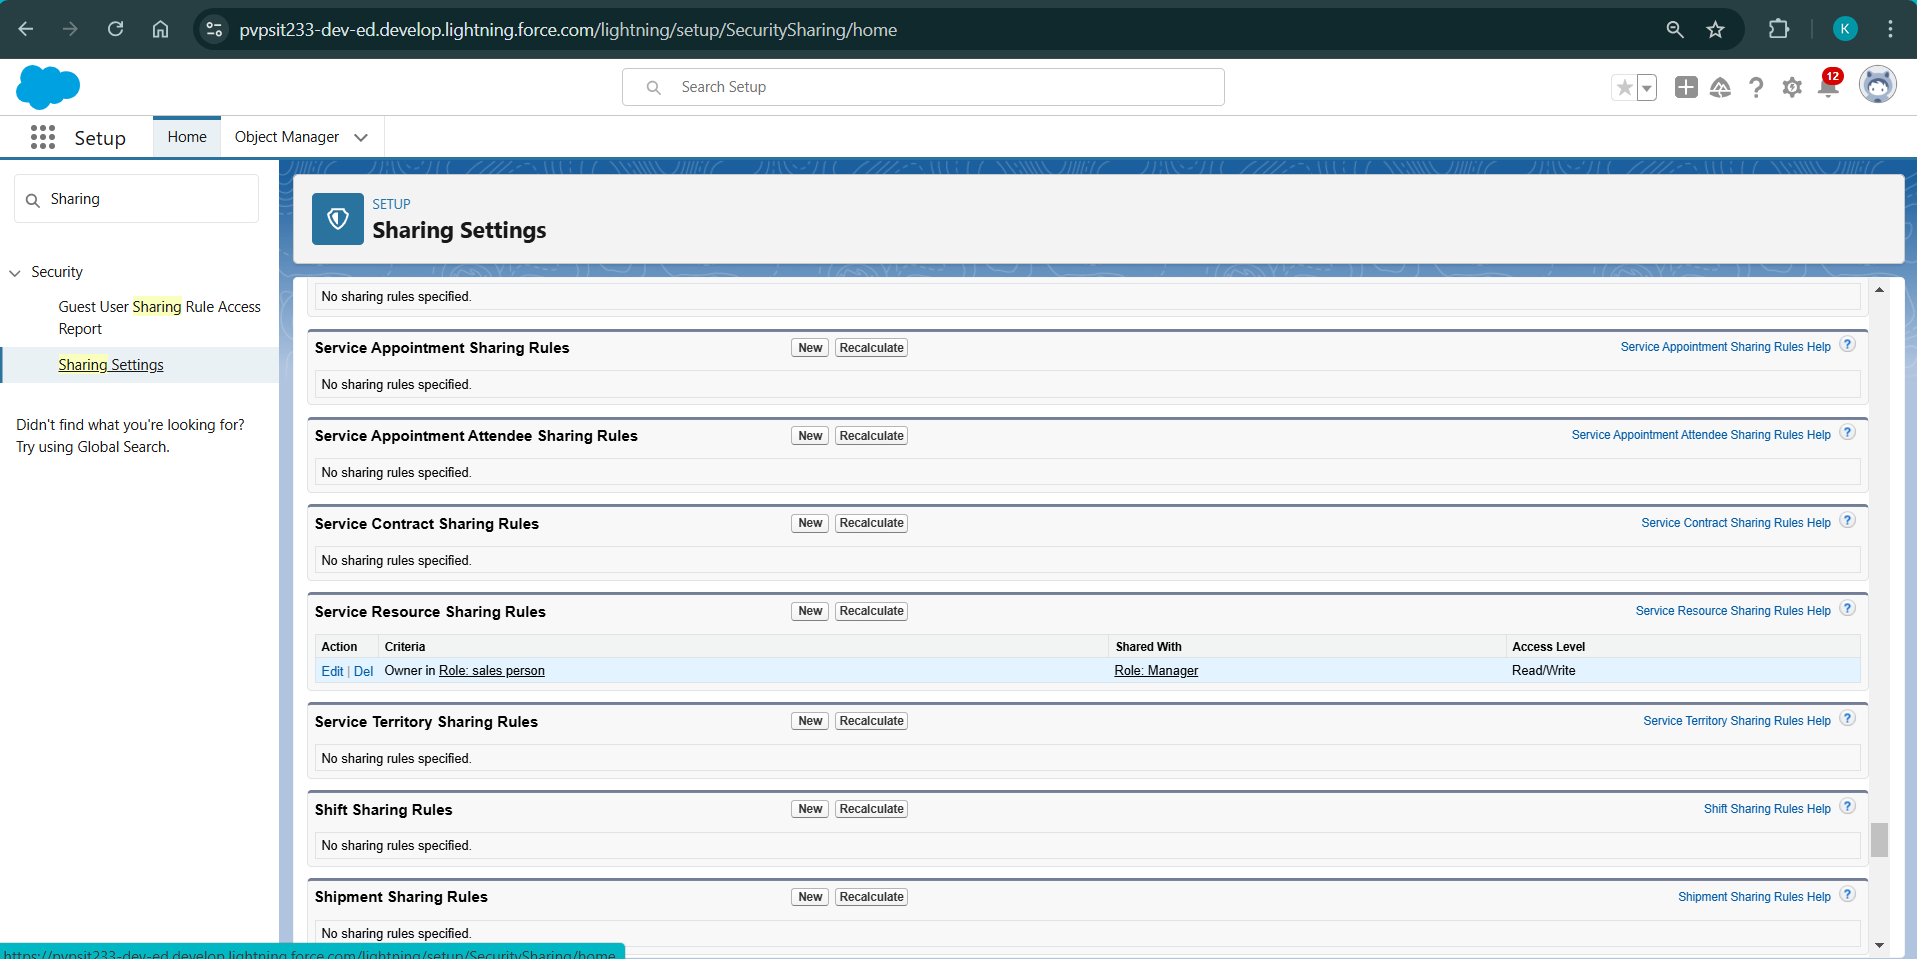 pvpsit233-dev-ed.develop.lightning.force.com/lightning/setup/SecuritySharing/home
K
Search Setup
12
Setup
Home
Object Manager
Sharing
Security
Guest User Sharing Rule Access
Report
Sharing Settings
Didn't find what you're looking for?
Try using Global Search.
SETUP
Sharing Settings
No sharing rules specified.
Service Appointment Sharing Rules New Recalculate Service Appointment Sharing Rules Help ?
No sharing rules specified.
Service Appointment Attendee Sharing Rules New Recalculate Service Appointment Attendee Sharing Rules Help ?
No sharing rules specified.
Service Contract Sharing Rules New Recalculate Service Contract Sharing Rules Help ?
No sharing rules specified.
Service Resource Sharing Rules New Recalculate Service Resource Sharing Rules Help ?
Action Criteria Shared With Access Level
Edit | Del Owner in Role: sales person Role: Manager Read/Write
Service Territory Sharing Rules New Recalculate Service Territory Sharing Rules Help ?
No sharing rules specified.
Shift Sharing Rules New Recalculate Shift Sharing Rules Help ?
No sharing rules specified.
Shipment Sharing Rules New Recalculate Shipment Sharing Rules Help ?
No sharing rules specified.
https://pvpsit233-dev-ed.develop.lightning.force.com/lightning/setup/SecuritySharing/home